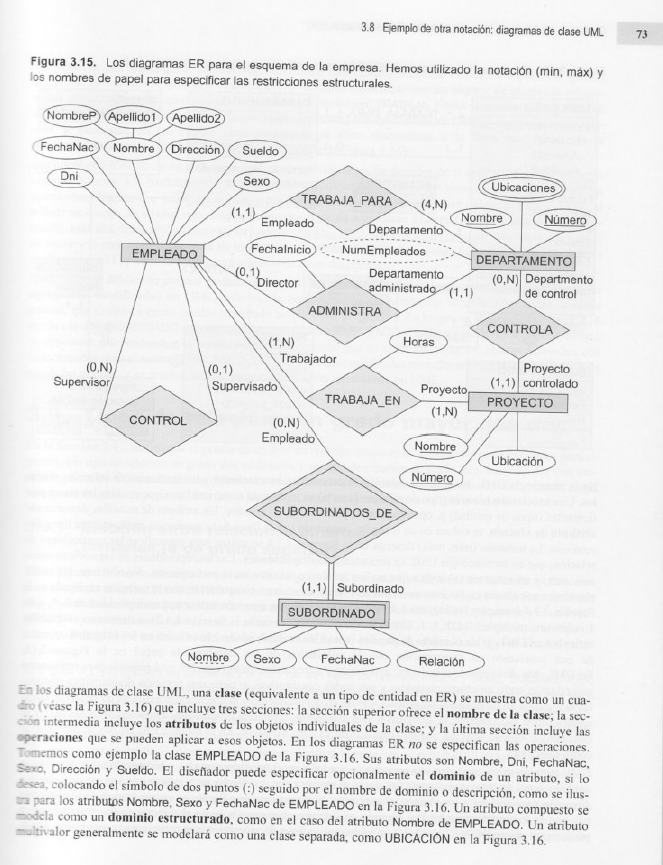 3.8 Ejemplo de otra notación: diagramas de clase UML 73
Figura 3.15. Los diagramas ER para el esquema de la empresa. Hemos utilizado la notación (min, máx) y
los nombres de papel para especificar las restricciones estructurales.
NombreP Apellido1 Apellido2
FechaNac Nombre Dirección Sueldo
Dni
Sexo
Ubicaciones
TRABAJA_PARA
(1,1)
(4,N)
Nombre Número
Empleado
Departamento
FechaInicio
NumEmpleados
EMPLEADO
DEPARTAMENTO
(0,1)
Director
Departamento
administrado
(1,1)
(0,N) Departmento
de control
ADMINISTRA
CONTROLA
(1,N)
Trabajador
Horas
(0,N)
Supervisor
(0,1)
Supervisado
Proyecto
(1,1) controlado
TRABAJA_EN
Proyecto
PROYECTO
(1,N)
CONTROL
(0,N)
Empleado
Nombre
Ubicación
Número
SUBORDINADOS_DE
(1,1) Subordinado
SUBORDINADO
Nombre Sexo FechaNac Relación
En los diagramas de clase UML, una clase (equivalente a un tipo de entidad en ER) se muestra como un cua-
dro (véase la Figura 3.16) que incluye tres secciones: la sección superior ofrece el nombre de la clase; la sec-
ción intermedia incluye los atributos de los objetos individuales de la clase; y la última sección incluye las
operaciones que se pueden aplicar a esos objetos. En los diagramas ER no se especifican las operaciones.
Tomemos como ejemplo la clase EMPLEADO de la Figura 3.16. Sus atributos son Nombre, Dni, FechaNac,
Sexo, Dirección y Sueldo. El diseñador puede especificar opcionalmente el dominio de un atributo, si lo
desea, colocando el símbolo de dos puntos (:) seguido por el nombre de dominio o descripción, como se ilus-
tra para los atributos Nombre, Sexo y FechaNac de EMPLEADO en la Figura 3.16. Un atributo compuesto se
modela como un dominio estructurado, como en el caso del atributo Nombre de EMPLEADO. Un atributo
multivalor generalmente se modelará como una clase separada, como UBICACIÓN en la Figura 3.16.